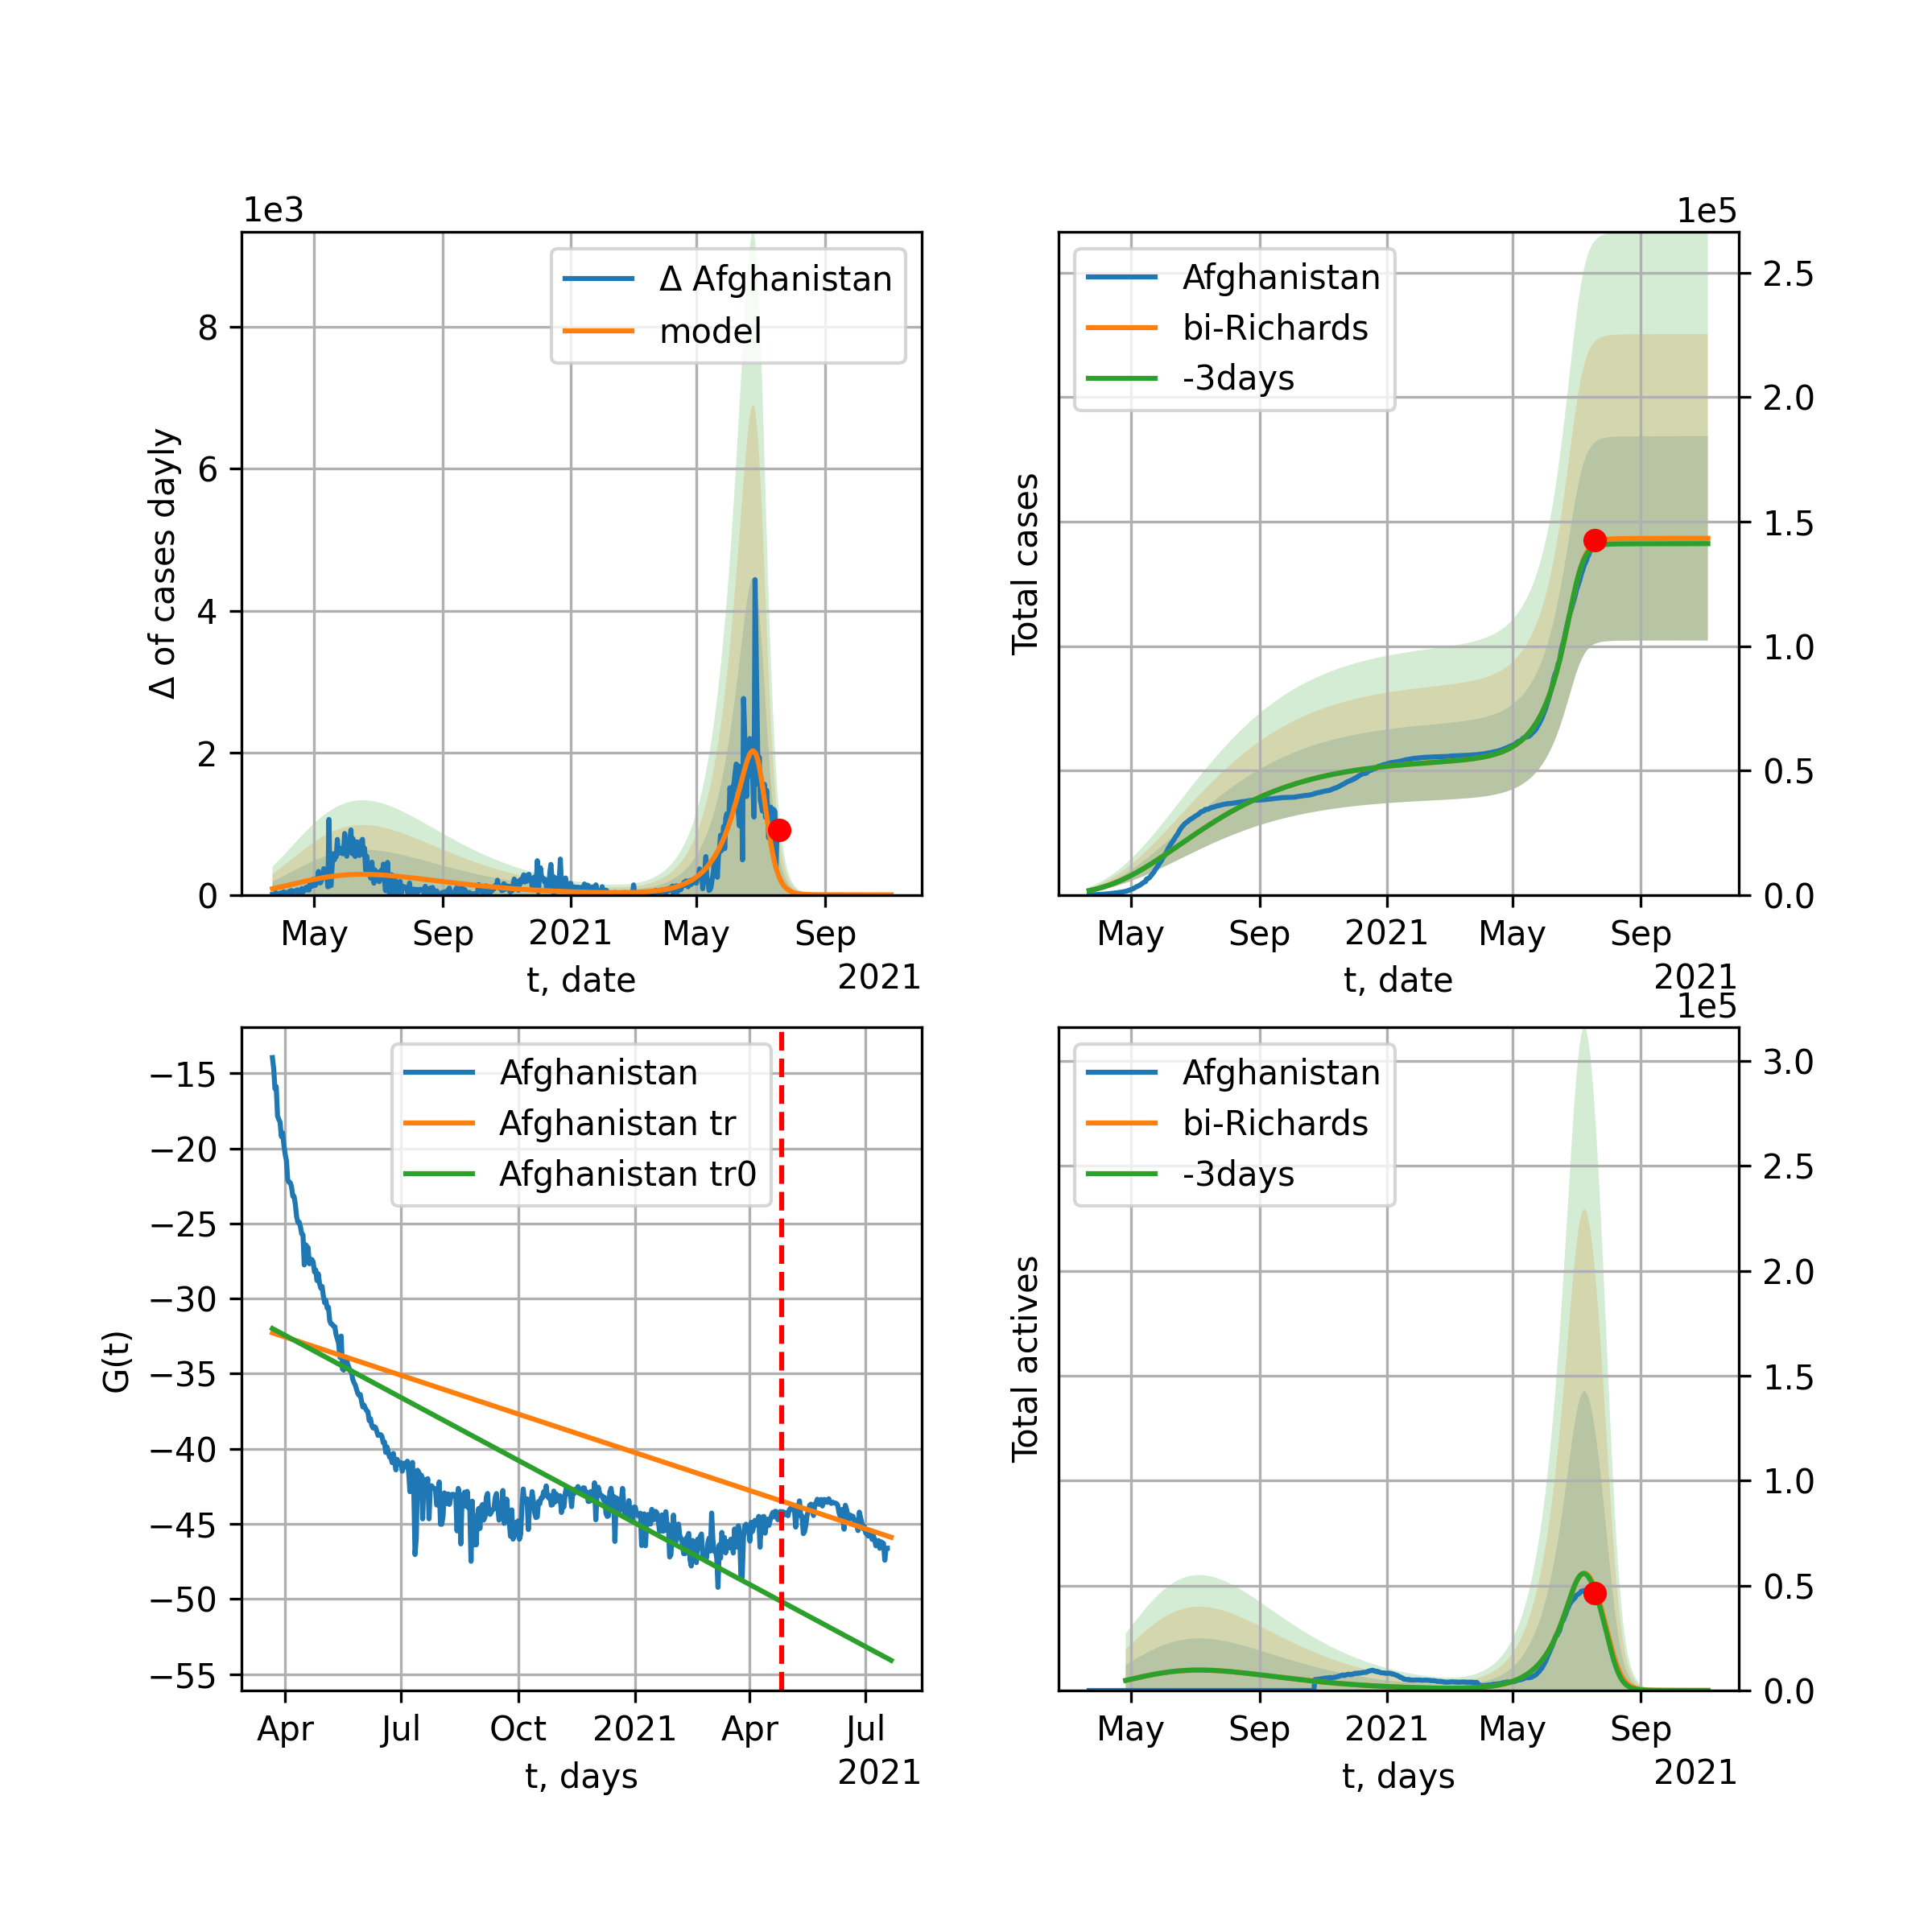 1e3
Δ Afghanistan
model
8
6
4
2
0
Δ of cases dayly
May Sep 2021 May Sep
t, date
2021
1e5
Afghanistan
bi-Richards
-3days
2.5
2.0
1.5
1.0
0.5
0.0
Total cases
May Sep 2021 May Sep
t, date
2021
Afghanistan
Afghanistan tr
Afghanistan tr0
−15
−20
−25
−30
−35
−40
−45
−50
−55
G(t)
Apr Jul Oct 2021 Apr Jul
t, days
2021
1e5
Afghanistan
bi-Richards
-3days
3.0
2.5
2.0
1.5
1.0
0.5
0.0
Total actives
May Sep 2021 May Sep
t, days
2021